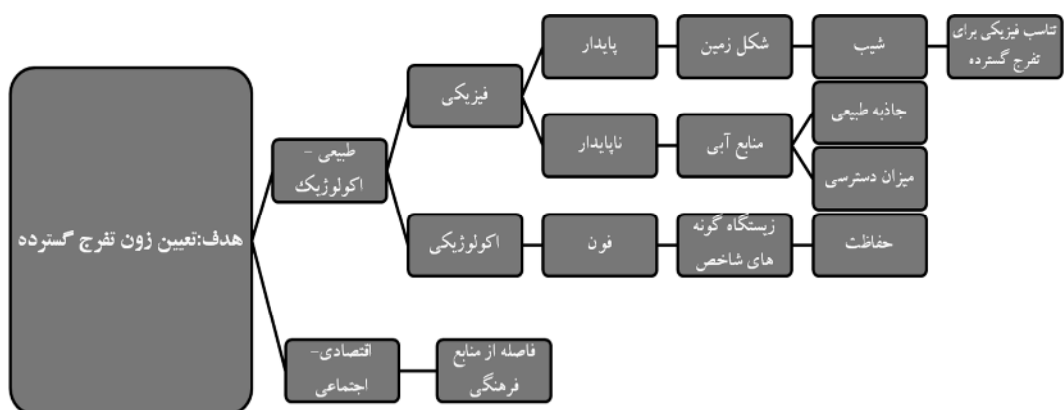 هدف:تعیین زون تفرج گسترده
طبیعی –
اکولوژیک
فیزیکی
پایدار
شکل زمین
شیب
تناسب فیزیکی برای
تفرج گسترده
ناپایدار
منابع آبی
جاذبه طبیعی
میزان دسترسی
اکولوژیکی
فون
زیستگاه گونه
های شاخص
حفاظت
اقتصادی–
اجتماعی
فاصله از منابع
فرهنگی